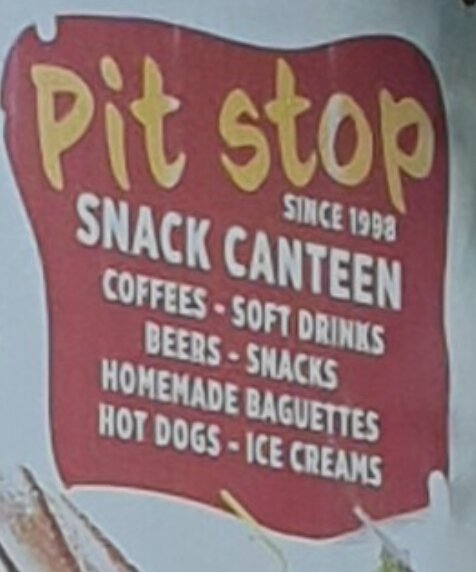 Pit stop
SINCE 1998
SNACK CANTEEN
COFFEES - SOFT DRINKS
BEERS - SNACKS
HOMEMADE BAGUETTES
HOT DOGS - ICE CREAMS